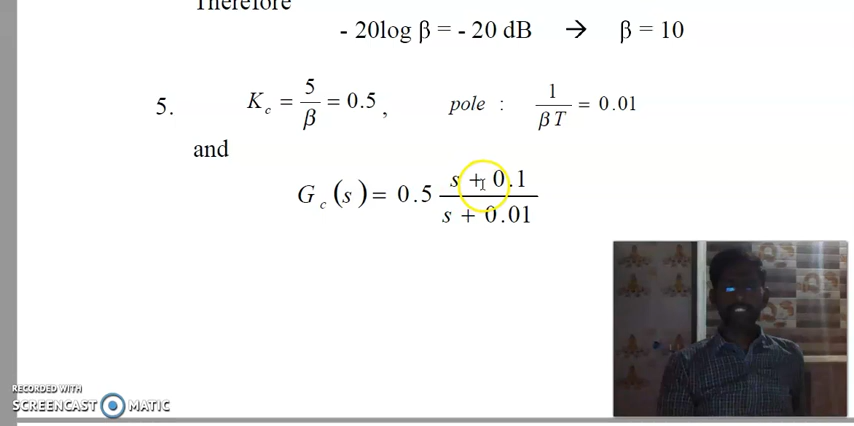 Therefore
- 20log β = - 20 dB → β = 10
5. K_c = 5/β = 0.5 , pole : 1/βT = 0.01
and
G_c(s) = 0.5 (s + 0.1)/(s + 0.01)
RECORDED WITH
SCREENCAST MATIC